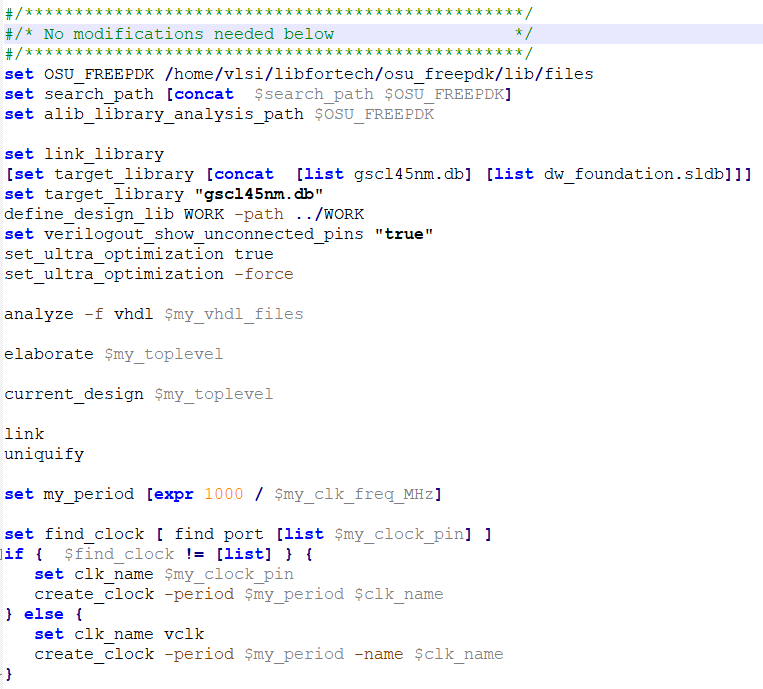 #/**************************************************/
#/* No modifications needed below                  */
#/**************************************************/
set OSU_FREEPDK /home/vlsi/libfortech/osu_freepdk/lib/files
set search_path [concat  $search_path $OSU_FREEPDK]
set alib_library_analysis_path $OSU_FREEPDK
set link_library
[set target_library [concat  [list gscl45nm.db] [list dw_foundation.sldb]]]
set target_library "gscl45nm.db"
define_design_lib WORK -path ../WORK
set verilogout_show_unconnected_pins "true"
set_ultra_optimization true
set_ultra_optimization -force
analyze -f vhdl $my_vhdl_files
elaborate $my_toplevel
current_design $my_toplevel
link
uniquify
set my_period [expr 1000 / $my_clk_freq_MHz]
set find_clock [ find port [list $my_clock_pin] ]
if {  $find_clock != [list] } {
   set clk_name $my_clock_pin
   create_clock -period $my_period $clk_name
} else {
   set clk_name vclk
   create_clock -period $my_period -name $clk_name
}